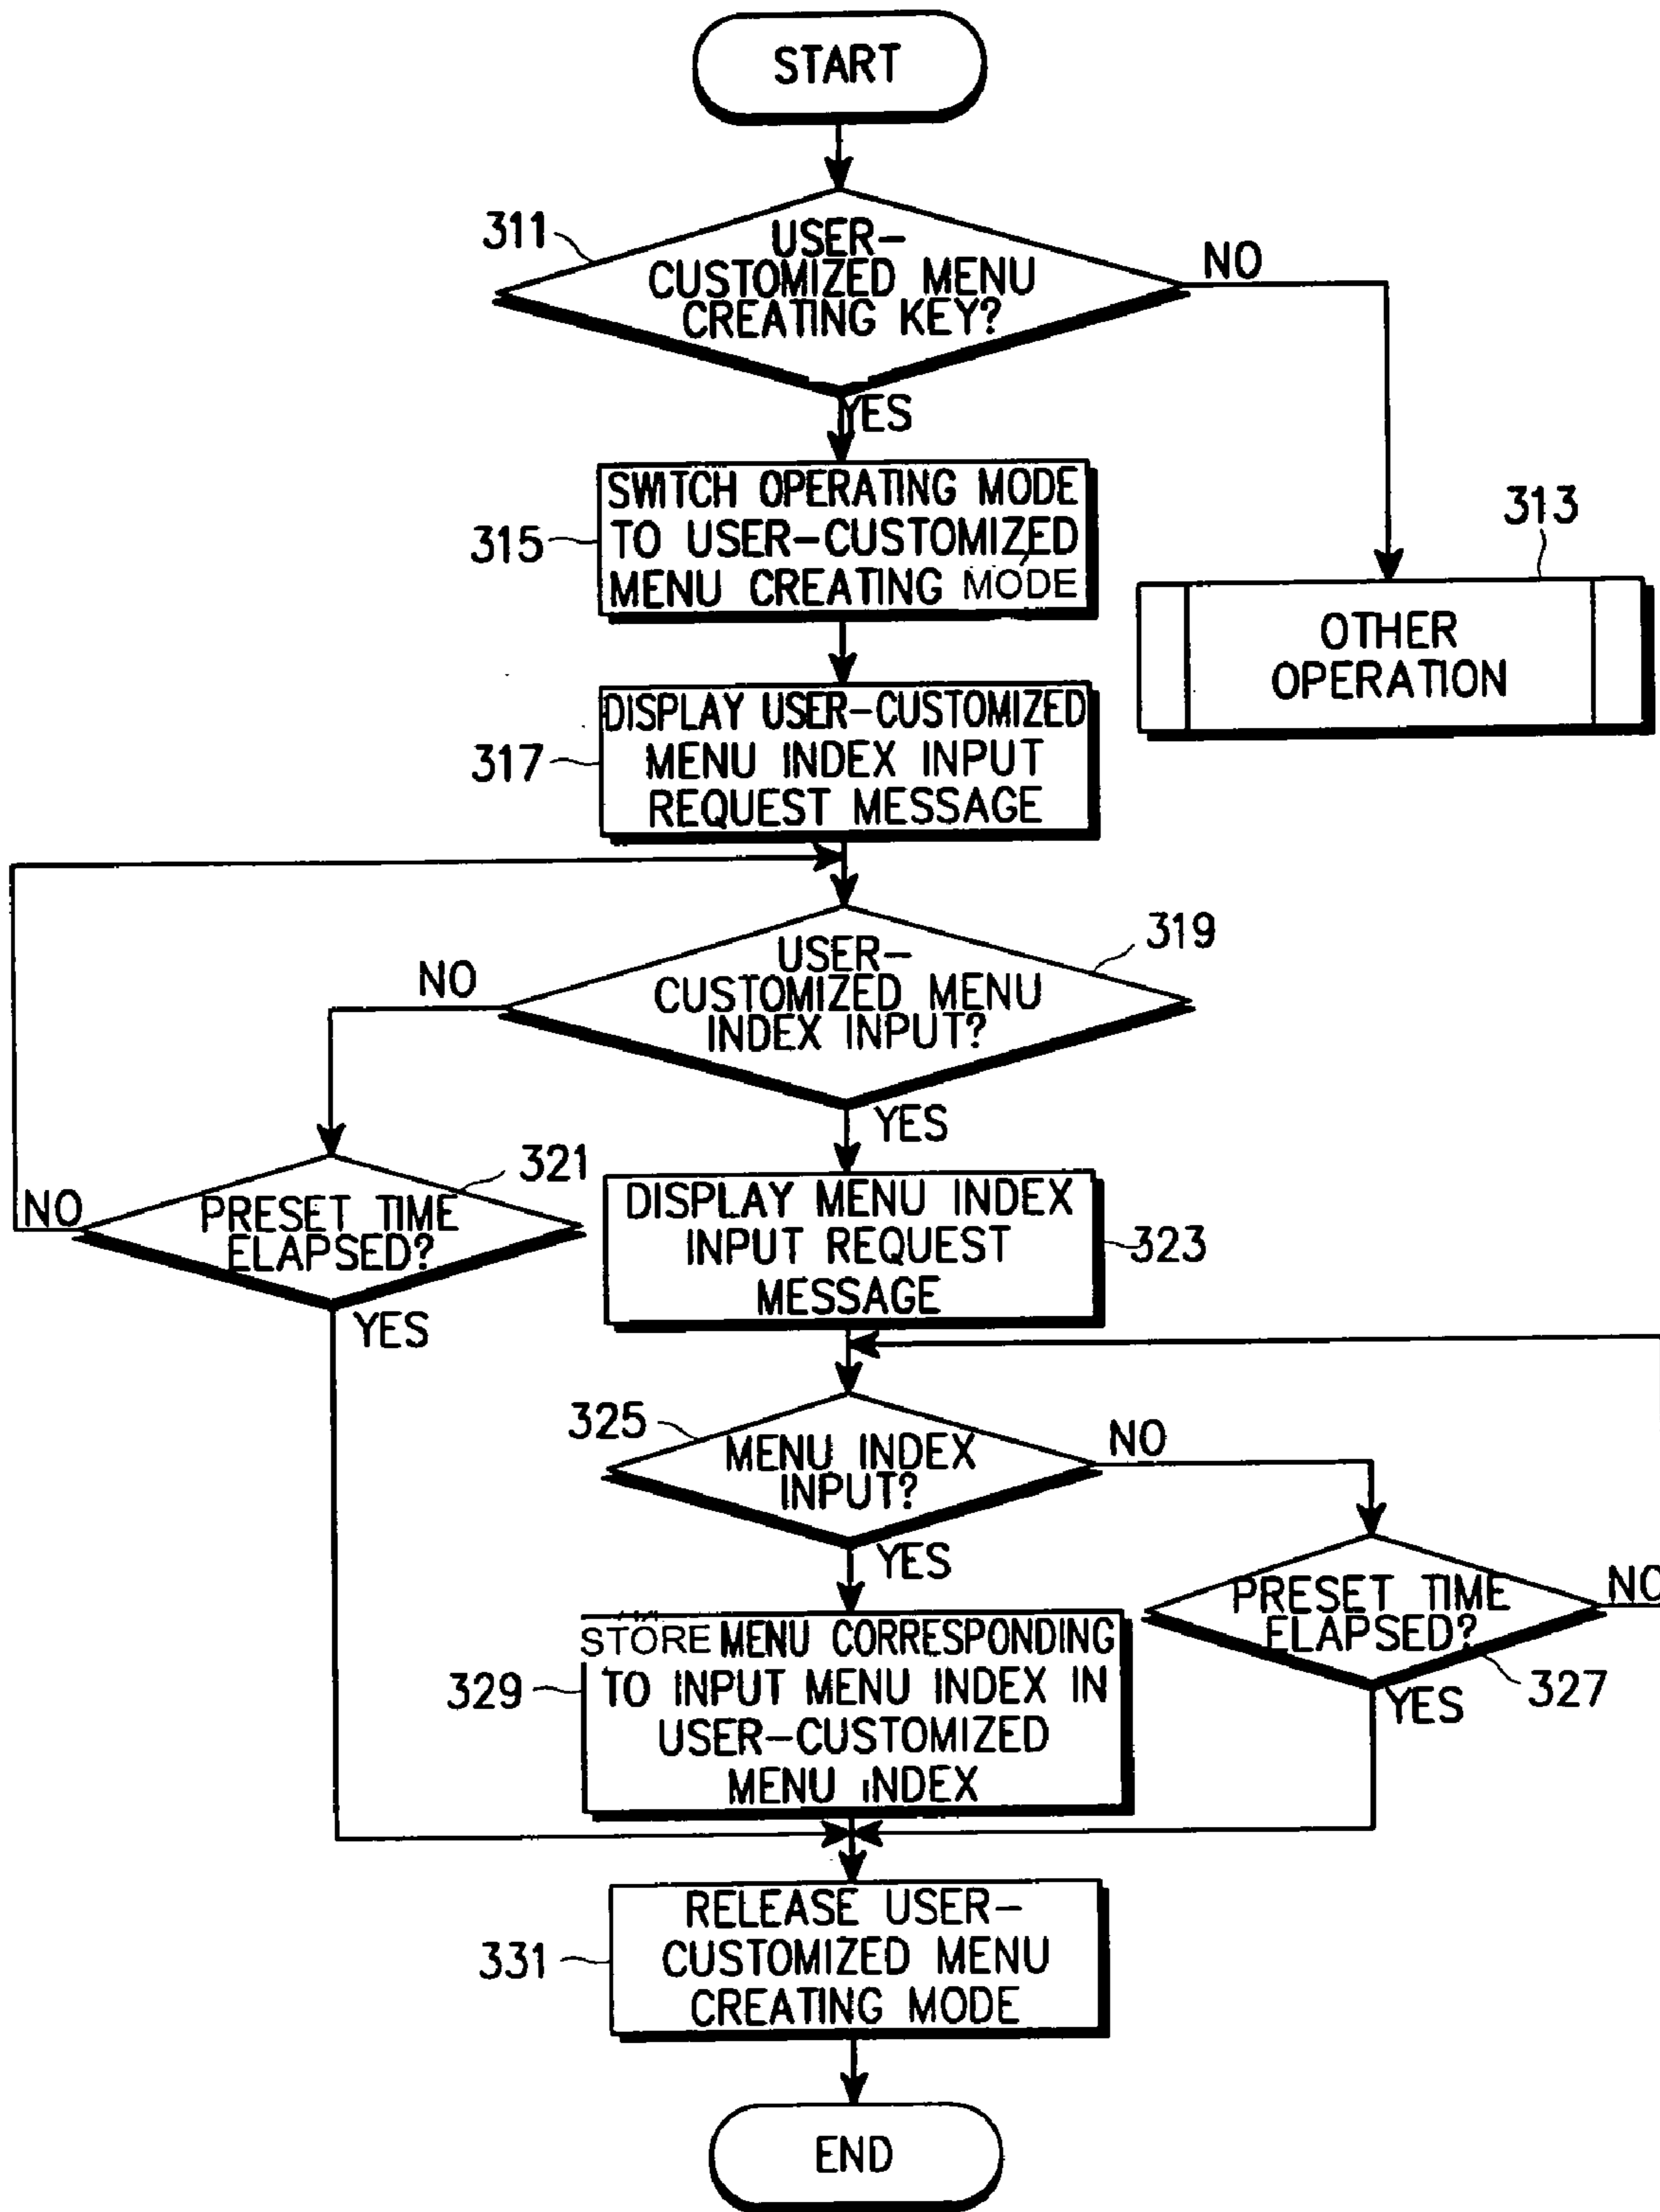 START
311
USER-
CUSTOMIZED MENU
CREATING KEY?
NO
YES
SWITCH OPERATING MODE
TO USER-CUSTOMIZED
MENU CREATING MODE
315
313
OTHER
OPERATION
DISPLAY USER-CUSTOMIZED
MENU INDEX INPUT
REQUEST MESSAGE
317
319
USER-
CUSTOMIZED MENU
INDEX INPUT?
NO
YES
321
PRESET TIME
ELAPSED?
NO
YES
DISPLAY MENU INDEX
INPUT REQUEST
MESSAGE
323
325
MENU INDEX
INPUT?
NO
YES
PRESET TIME
ELAPSED?
NO
327
YES
STORE MENU CORRESPONDING
TO INPUT MENU INDEX IN
USER-CUSTOMIZED
MENU INDEX
329
RELEASE USER-
CUSTOMIZED MENU
CREATING MODE
331
END